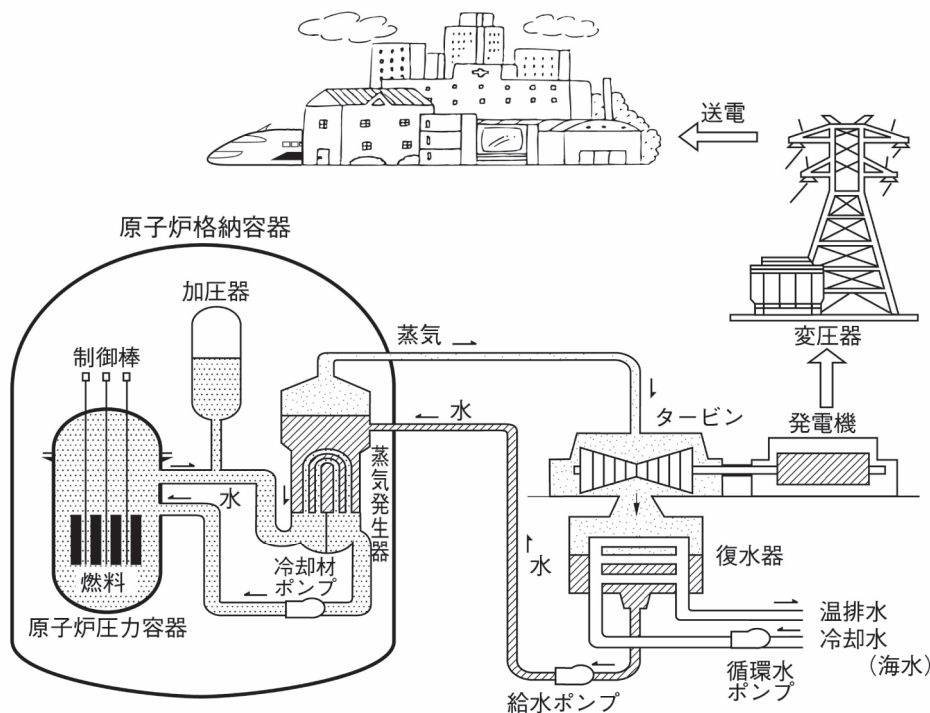 送電
原子炉格納容器
加圧器
制御棒
蒸気
変圧器
水
タービン
発電機
蒸気発生器
水
冷却材
ポンプ
水
復水器
燃料
原子炉圧力容器
温排水
冷却水
(海水)
循環水
ポンプ
給水ポンプ